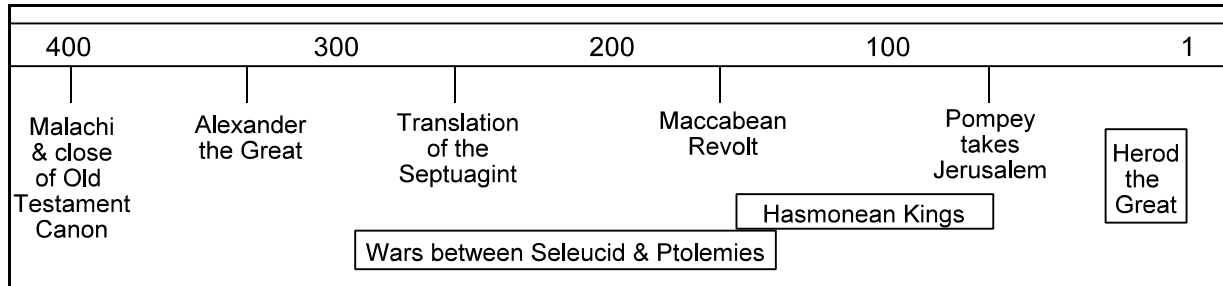 400 300 200 100 1
Malachi
& close
of Old
Testament
Canon
Alexander
the Great
Translation
of the
Septuagint
Maccabean
Revolt
Pompey
takes
Jerusalem
Herod
the
Great
Hasmonean Kings
Wars between Seleucid & Ptolemies